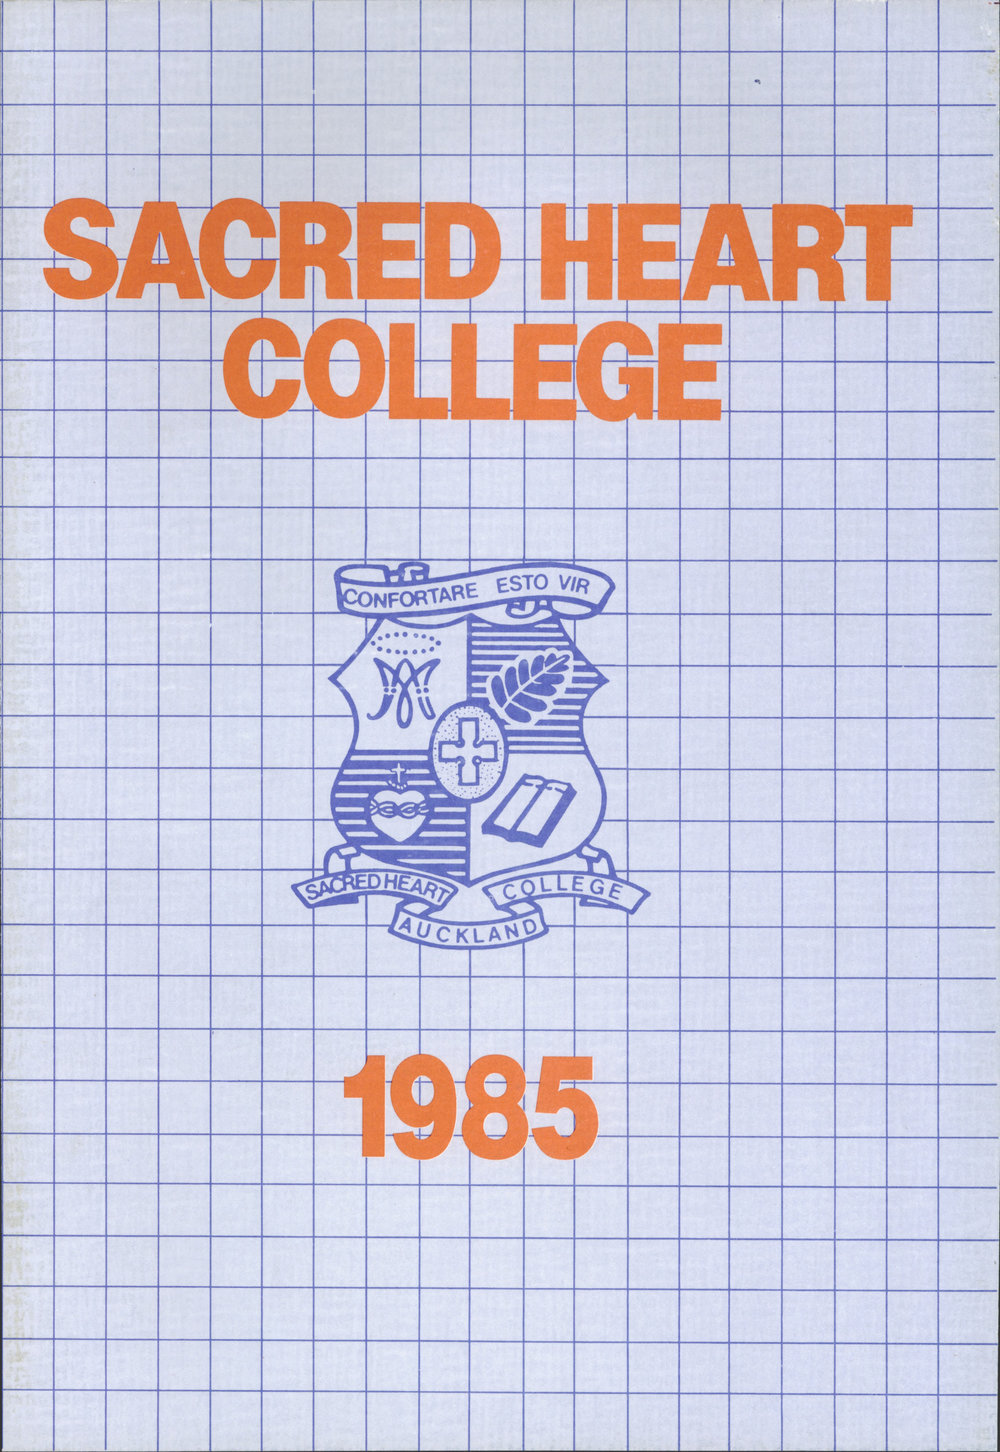 SACRED HEART
COLLEGE
CONFORTARE ESTO VIR
SACRED HEART
COLLEGE
AUCKLAND
1985